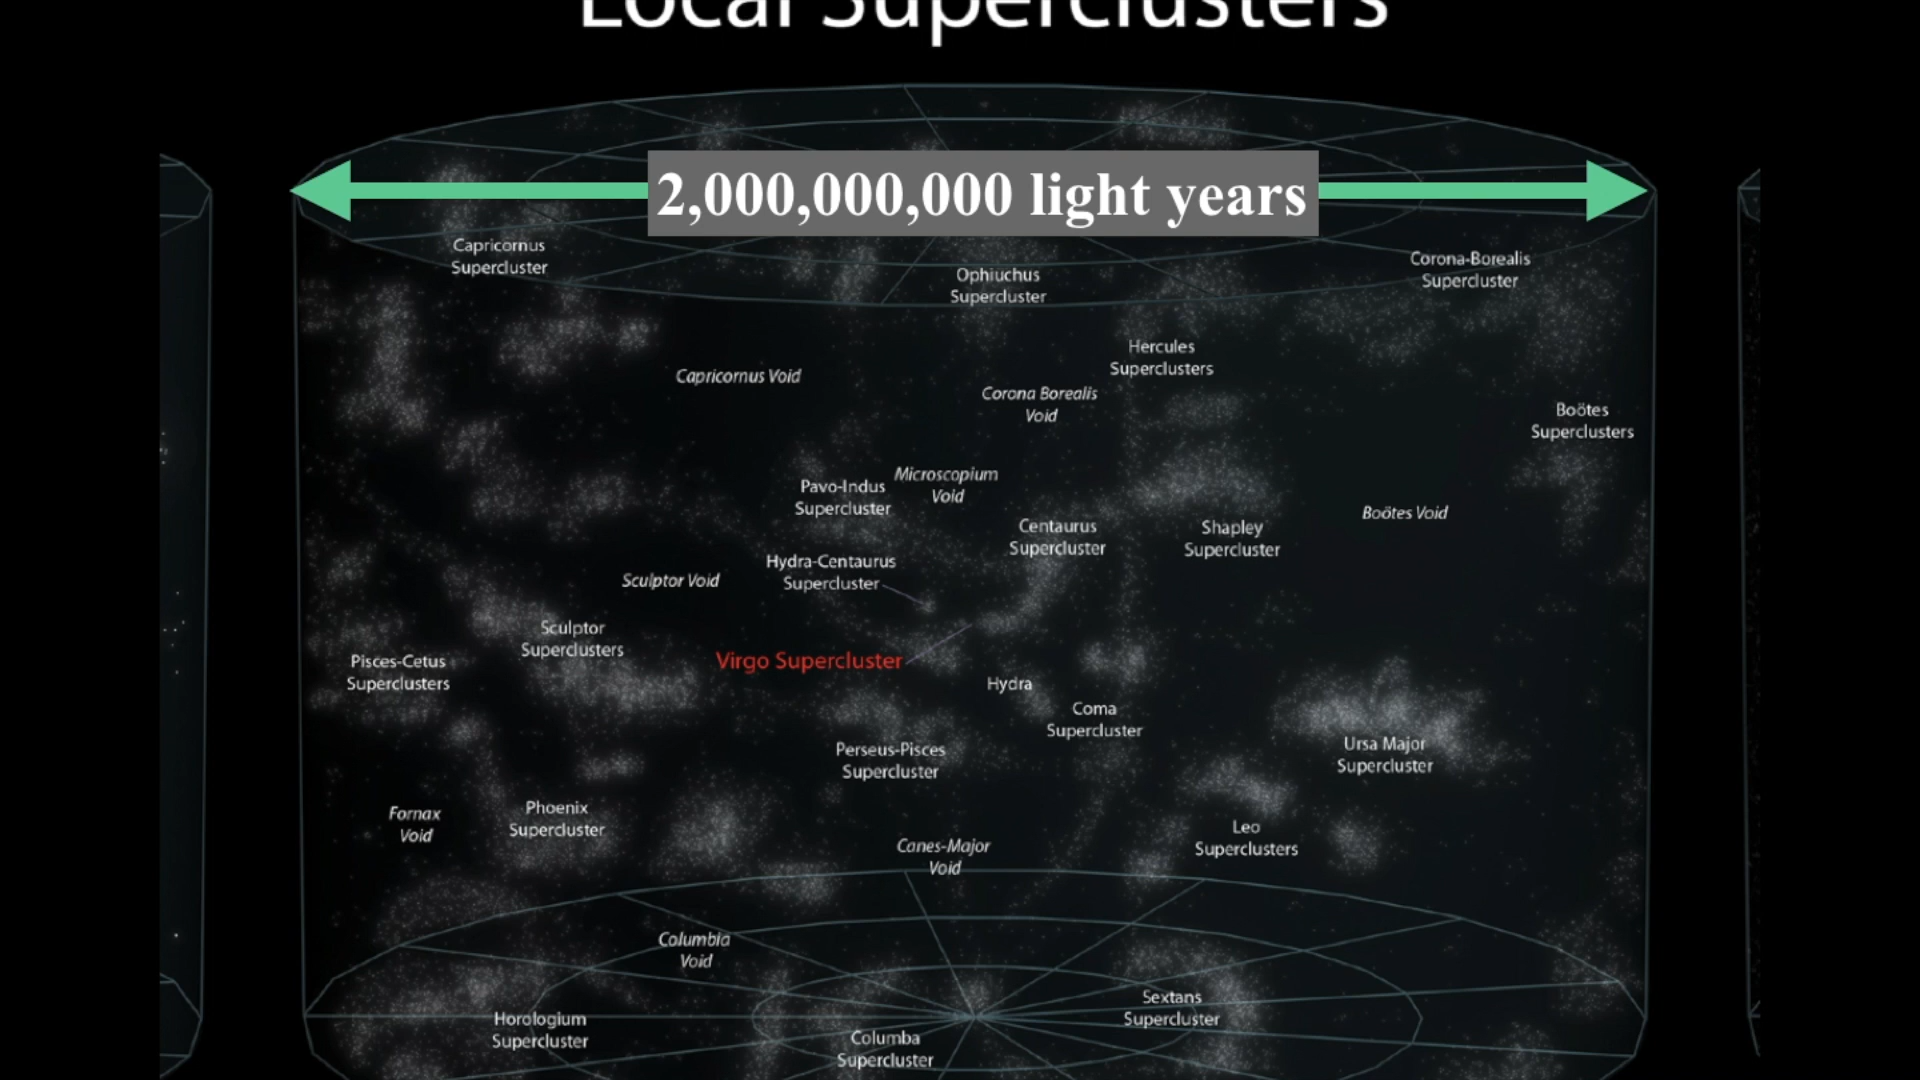 Local Superclusters
2,000,000,000 light years
Capricornus
Supercluster
Ophiuchus
Supercluster
Corona-Borealis
Supercluster
Hercules
Superclusters
Capricornus Void
Corona Borealis
Void
Boötes
Superclusters
Pavo-Indus
Supercluster
Microscopium
Void
Centaurus
Supercluster
Shapley
Supercluster
Boötes Void
Hydra-Centaurus
Supercluster
Sculptor Void
Sculptor
Superclusters
Pisces-Cetus
Superclusters
Virgo Supercluster
Hydra
Coma
Supercluster
Perseus-Pisces
Supercluster
Ursa Major
Supercluster
Fornax
Void
Phoenix
Supercluster
Canes-Major
Void
Leo
Superclusters
Columbia
Void
Horologium
Supercluster
Columba
Supercluster
Sextans
Supercluster